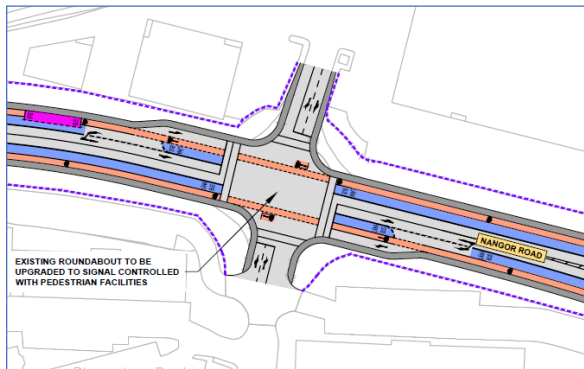 NANGOR ROAD
EXISTING ROUNDABOUT TO BE
UPGRADED TO SIGNAL CONTROLLED
WITH PEDESTRIAN FACILITIES